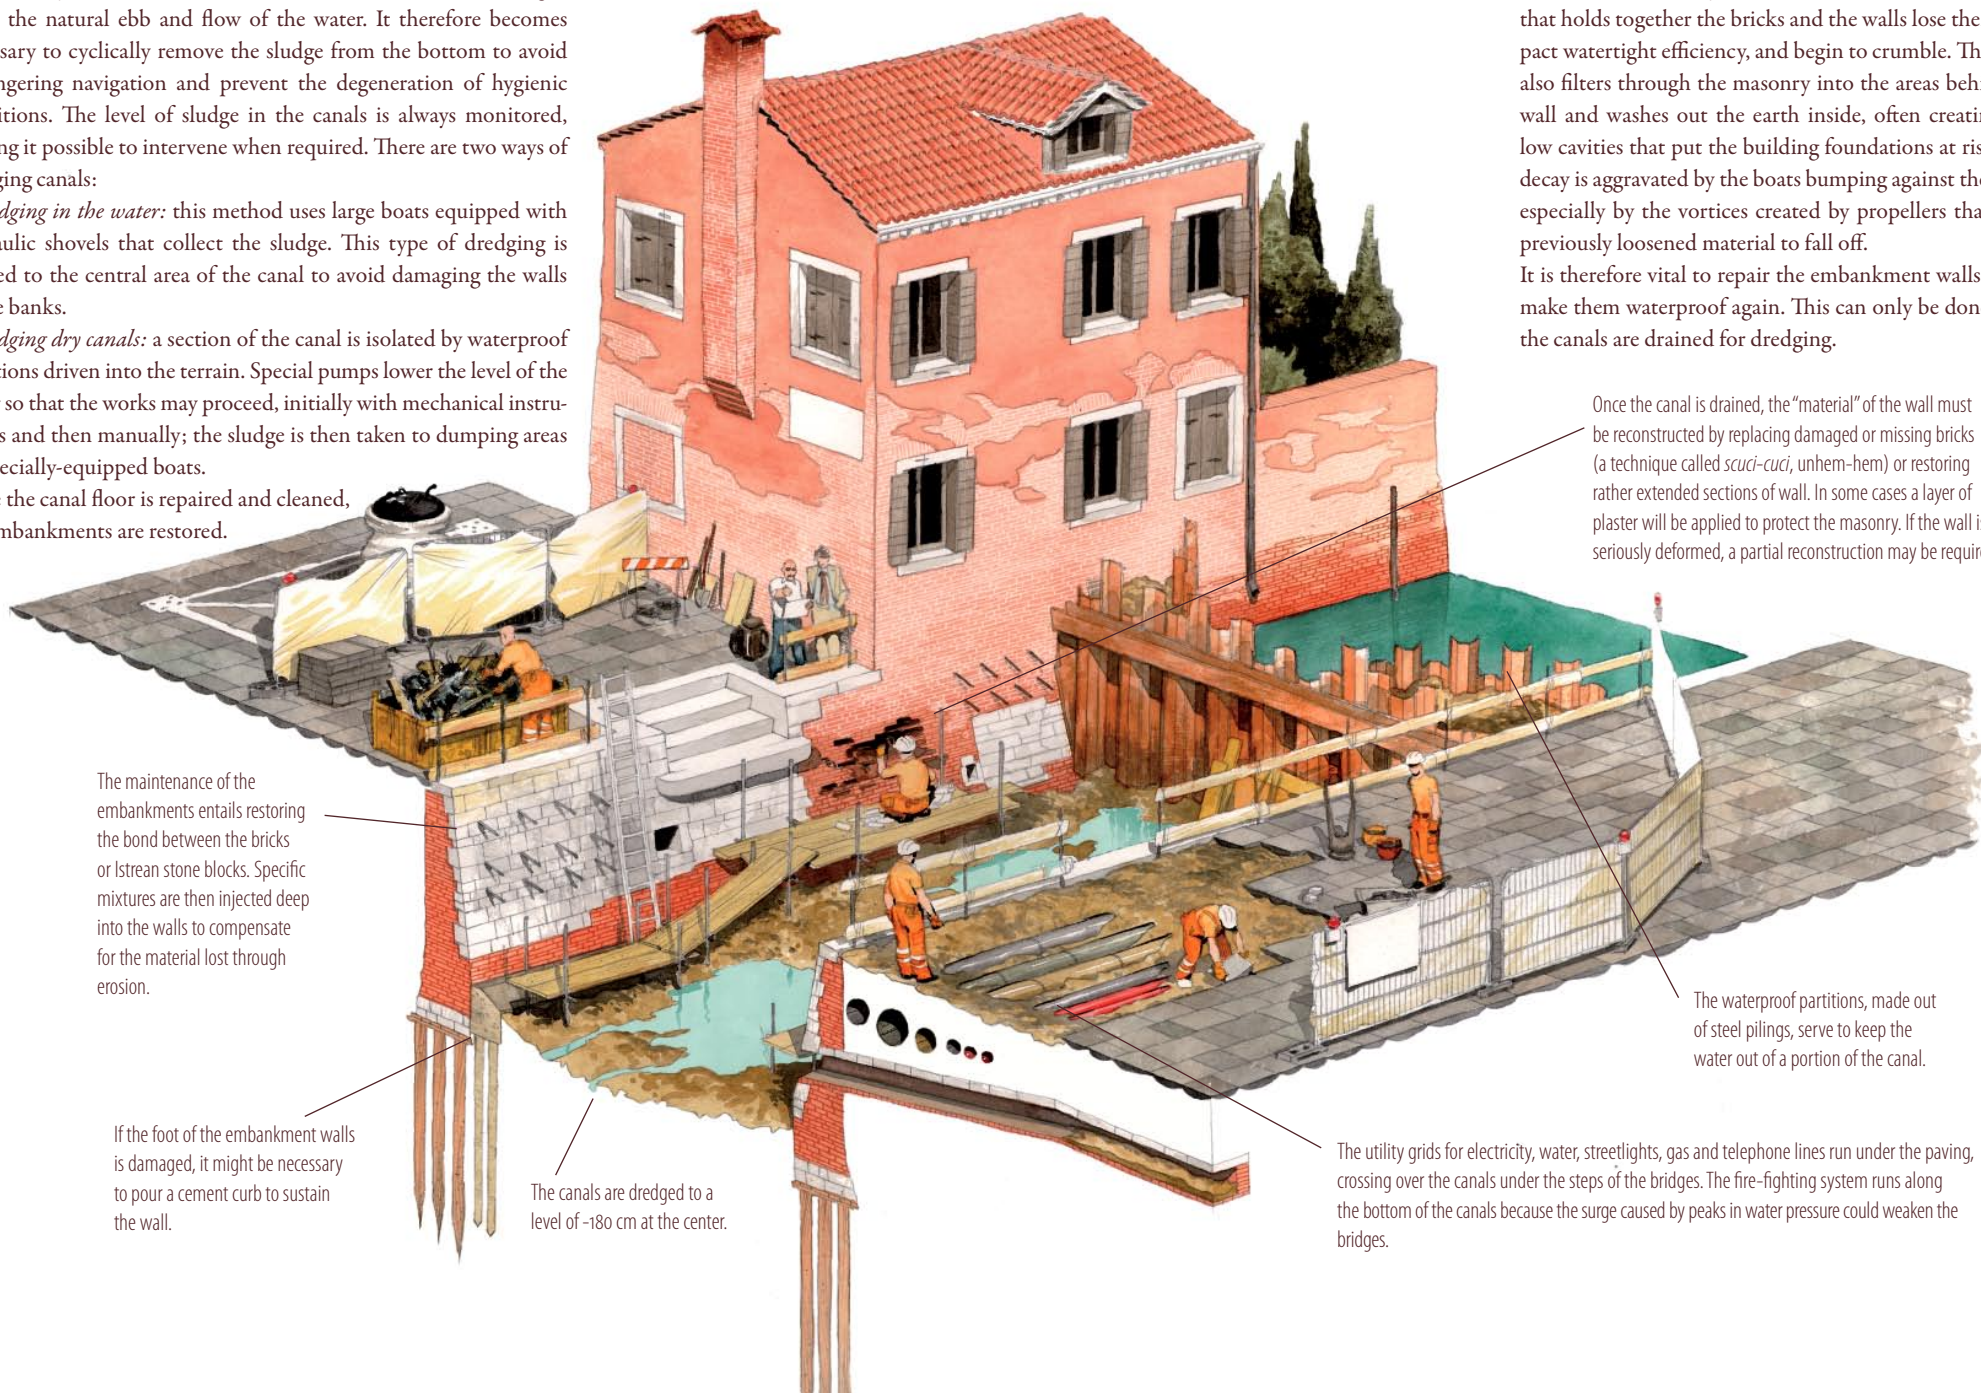 the natural ebb and flow of the water. It therefore becomes
sary to cyclically remove the sludge from the bottom to avoid
ngering navigation and prevent the degeneration of hygienic
itions. The level of sludge in the canals is always monitored,
ng it possible to intervene when required. There are two ways of
ging canals:
dging in the water: this method uses large boats equipped with
aulic shovels that collect the sludge. This type of dredging is
ed to the central area of the canal to avoid damaging the walls
e banks.
dging dry canals: a section of the canal is isolated by waterproof
tions driven into the terrain. Special pumps lower the level of the
so that the works may proceed, initially with mechanical instru-
s and then manually; the sludge is then taken to dumping areas
pecially-equipped boats.
e the canal floor is repaired and cleaned,
mbankments are restored.
that holds together the bricks and the walls lose the
pact watertight efficiency, and begin to crumble. Th
also filters through the masonry into the areas behi
wall and washes out the earth inside, often creatin
low cavities that put the building foundations at ris
decay is aggravated by the boats bumping against the
especially by the vortices created by propellers tha
previously loosened material to fall off.
It is therefore vital to repair the embankment walls
make them waterproof again. This can only be don
the canals are drained for dredging.
Once the canal is drained, the “material” of the wall must
be reconstructed by replacing damaged or missing bricks
(a technique called scuci-cuci, unhem-hem) or restoring
rather extended sections of wall. In some cases a layer of
plaster will be applied to protect the masonry. If the wall is
seriously deformed, a partial reconstruction may be requir
The maintenance of the
embankments entails restoring
the bond between the bricks
or Istrean stone blocks. Specific
mixtures are then injected deep
into the walls to compensate
for the material lost through
erosion.
If the foot of the embankment walls
is damaged, it might be necessary
to pour a cement curb to sustain
the wall.
The canals are dredged to a
level of -180 cm at the center.
The waterproof partitions, made out
of steel pilings, serve to keep the
water out of a portion of the canal.
The utility grids for electricity, water, streetlights, gas and telephone lines run under the paving,
crossing over the canals under the steps of the bridges. The fire-fighting system runs along
the bottom of the canals because the surge caused by peaks in water pressure could weaken the
bridges.